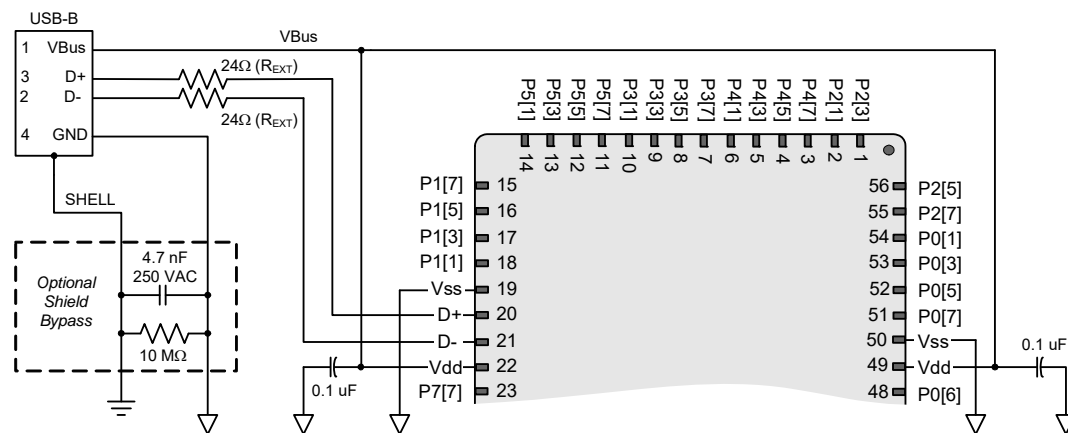 USB-B
1 VBus
3 D+
2 D-
4 GND
VBus
24Ω (REXT)
24Ω (REXT)
SHELL
Optional
Shield
Bypass
4.7 nF
250 VAC
10 MΩ
P5[1] P5[3] P5[5] P5[7] P3[1] P3[3] P3[5] P3[7] P4[1] P4[3] P4[5] P4[7] P2[1] P2[3]
14 13 12 11 10 9 8 7 6 5 4 3 2 1
P1[7] 15
P1[5] 16
P1[3] 17
P1[1] 18
Vss 19
D+ 20
D- 21
Vdd 22
P7[7] 23
0.1 uF
56 P2[5]
55 P2[7]
54 P0[1]
53 P0[3]
52 P0[5]
51 P0[7]
50 Vss
49 Vdd
48 P0[6]
0.1 uF